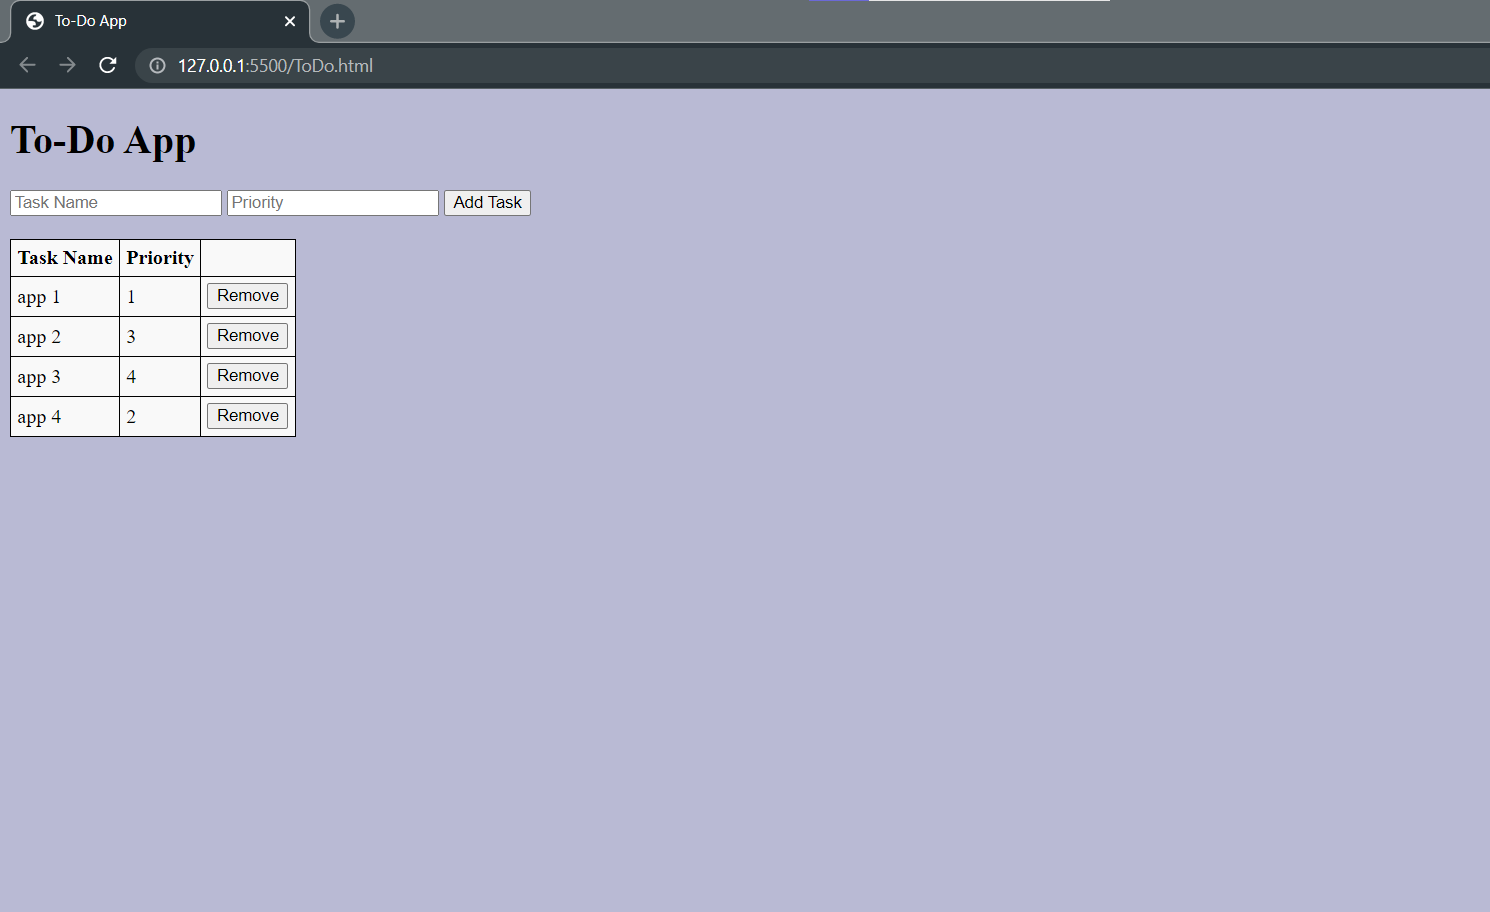 To-Do App
127.0.0.1:5500/ToDo.html
To-Do App
Task Name Priority Add Task
Task Name Priority
app 1 1 Remove
app 2 3 Remove
app 3 4 Remove
app 4 2 Remove